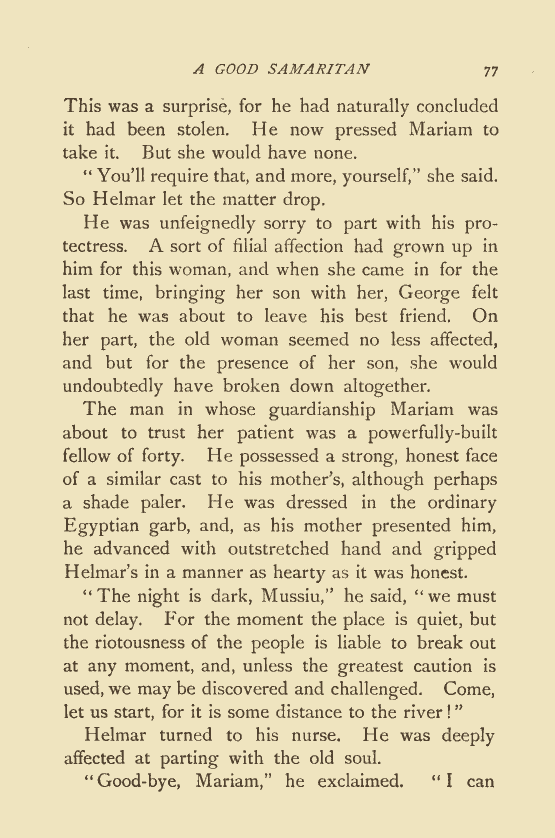 A GOOD SAMARITAN 77
This was a surprise, for he had naturally concluded
it had been stolen. He now pressed Mariam to
take it. But she would have none.
“ You’ll require that, and more, yourself,” she said.
So Helmar let the matter drop.
He was unfeignedly sorry to part with his pro-
tectress. A sort of filial affection had grown up in
him for this woman, and when she came in for the
last time, bringing her son with her, George felt
that he was about to leave his best friend. On
her part, the old woman seemed no less affected,
and but for the presence of her son, she would
undoubtedly have broken down altogether.
The man in whose guardianship Mariam was
about to trust her patient was a powerfully-built
fellow of forty. He possessed a strong, honest face
of a similar cast to his mother’s, although perhaps
a shade paler. He was dressed in the ordinary
Egyptian garb, and, as his mother presented him,
he advanced with outstretched hand and gripped
Helmar’s in a manner as hearty as it was honest.
“ The night is dark, Mussiu,” he said, “ we must
not delay. For the moment the place is quiet, but
the riotousness of the people is liable to break out
at any moment, and, unless the greatest caution is
used, we may be discovered and challenged. Come,
let us start, for it is some distance to the river ! ”
Helmar turned to his nurse. He was deeply
affected at parting with the old soul.
“ Good-bye, Mariam,” he exclaimed. “ I can